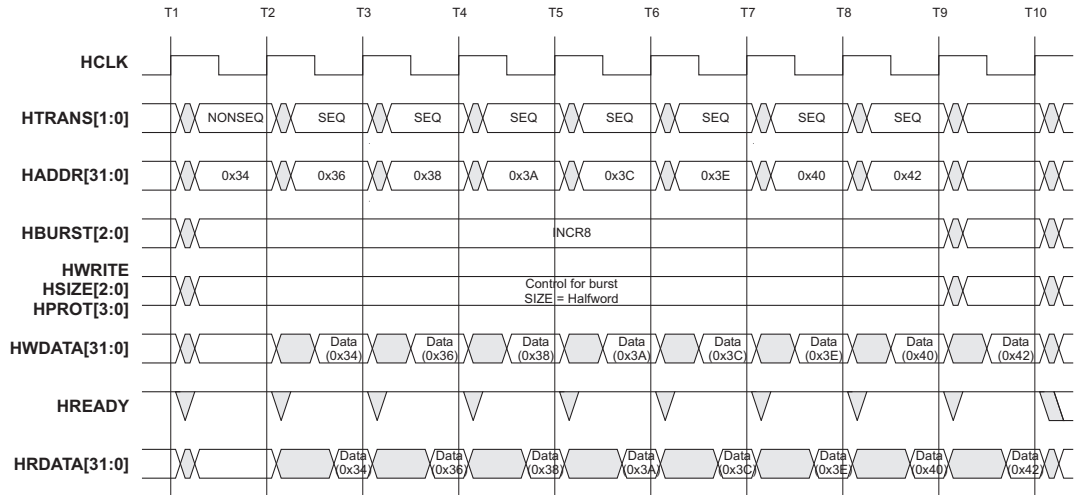 T1 T2 T3 T4 T5 T6 T7 T8 T9 T10
HCLK
HTRANS[1:0] NONSEQ SEQ SEQ SEQ SEQ SEQ SEQ SEQ
HADDR[31:0] 0x34 0x36 0x38 0x3A 0x3C 0x3E 0x40 0x42
HBURST[2:0] INCR8
HWRITE
HSIZE[2:0]
HPROT[3:0]
Control for burst
SIZE = Halfword
HWDATA[31:0]
Data Data Data Data Data Data Data Data
(0x34) (0x36) (0x38) (0x3A) (0x3C) (0x3E) (0x40) (0x42)
HREADY
HRDATA[31:0]
Data Data Data Data Data Data Data Data
(0x34) (0x36) (0x38) (0x3A) (0x3C) (0x3E) (0x40) (0x42)